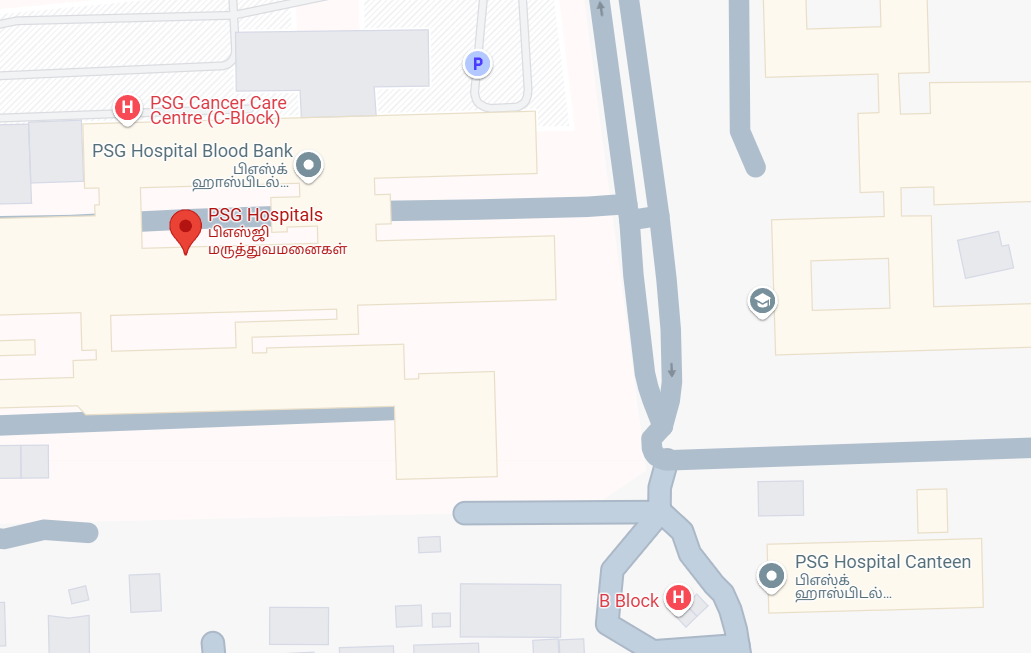 P
H
PSG Cancer Care
Centre (C-Block)
PSG Hospital Blood Bank
பிஎஸ்க்
ஹாஸ்பிடல்...
PSG Hospitals
பிஎஸ்ஜி
மருத்துவமனைகள்
PSG Hospital Canteen
பிஎஸ்க்
ஹாஸ்பிடல்...
B Block
H